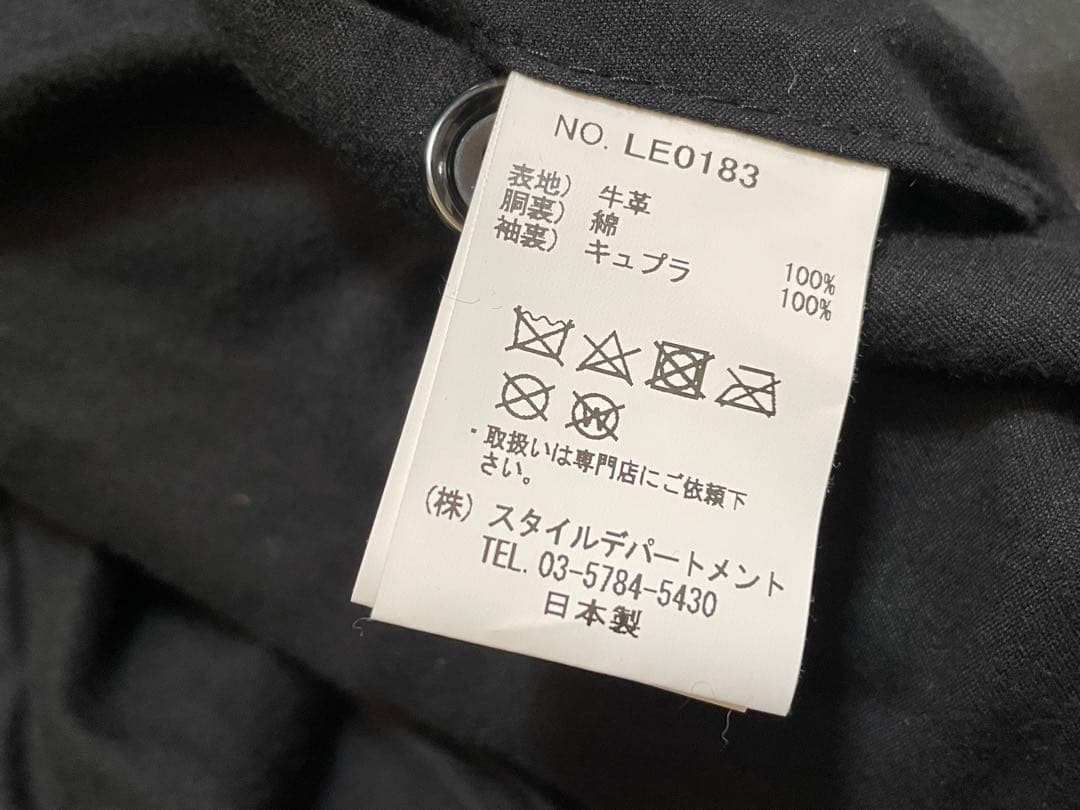 NO. LE0183
表地) 牛革
胴裏) 綿 100%
袖裏) キュプラ 100%
W
・取扱いは専門店にご依頼下
さい。
(株) スタイルデパートメント
TEL. 03-5784-5430
日本製